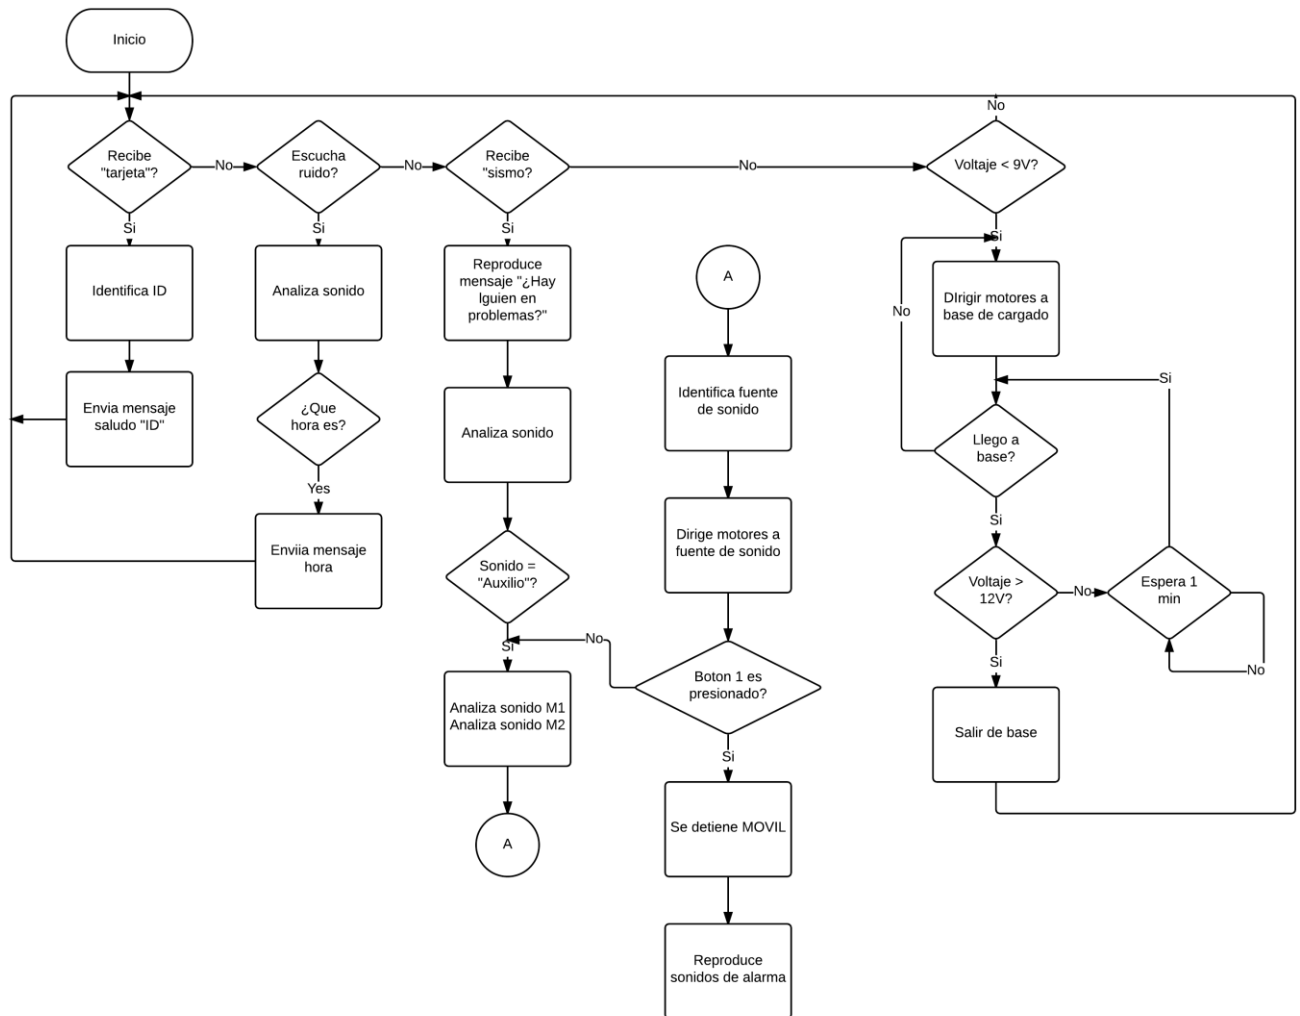 Inicio
No
Recibe
"tarjeta"?
No
Escucha
ruido?
No
Recibe
"sismo?
No
Voltaje < 9V?
Si
Si
Si
Si
Identifica ID
Analiza sonido
Reproduce
mensaje "¿Hay
lguien en
problemas?"
A
DIrigir motores a
base de cargado
No
Si
Envia mensaje
saludo "ID"
¿Que
hora es?
Analiza sonido
Identifica fuente
de sonido
Llego a
base?
Yes
Si
Enviia mensaje
hora
Sonido =
"Auxilio"?
Dirige motores a
fuente de sonido
Voltaje >
12V?
No
Espera 1
min
No
Si
No
Si
Analiza sonido M1
Analiza sonido M2
Boton 1 es
presionado?
Salir de base
Si
A
Se detiene MOVIL
Reproduce
sonidos de alarma